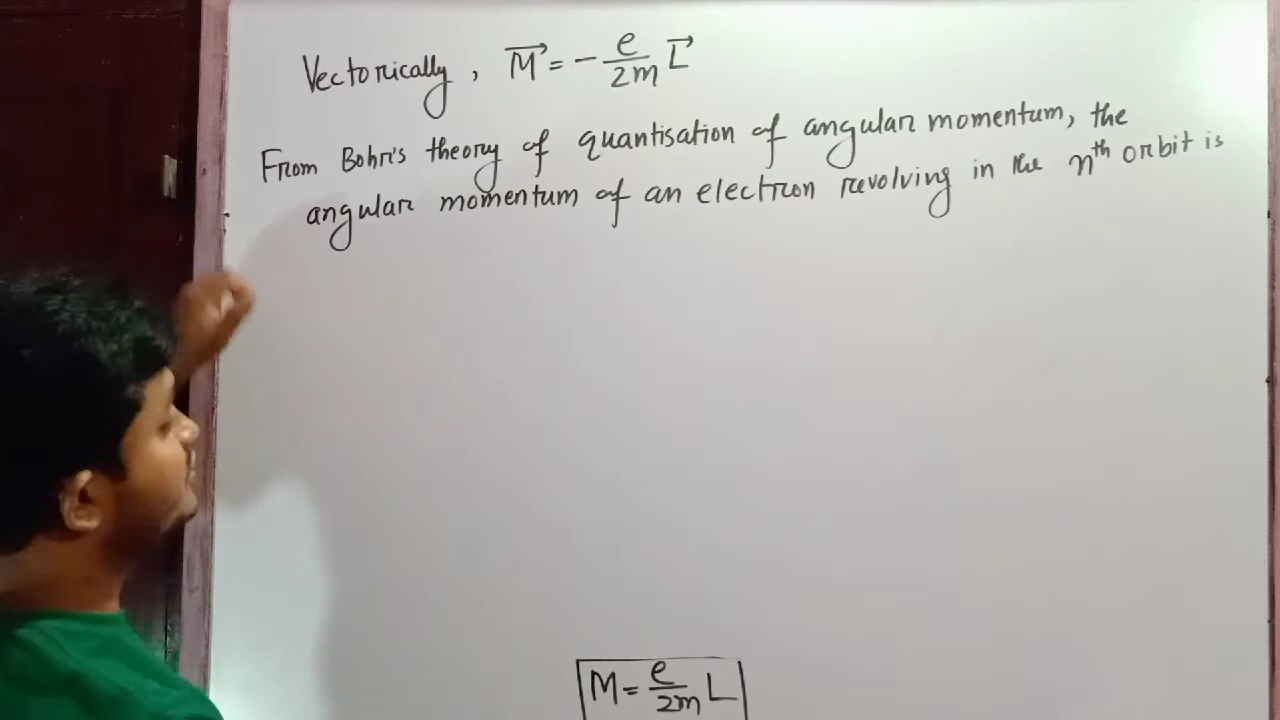 Vectorically, M⃗ = - e/2m L⃗
From Bohr's theory of quantisation of angular momentum, the
angular momentum of an electron revolving in the nth orbit is
M = e/2m L